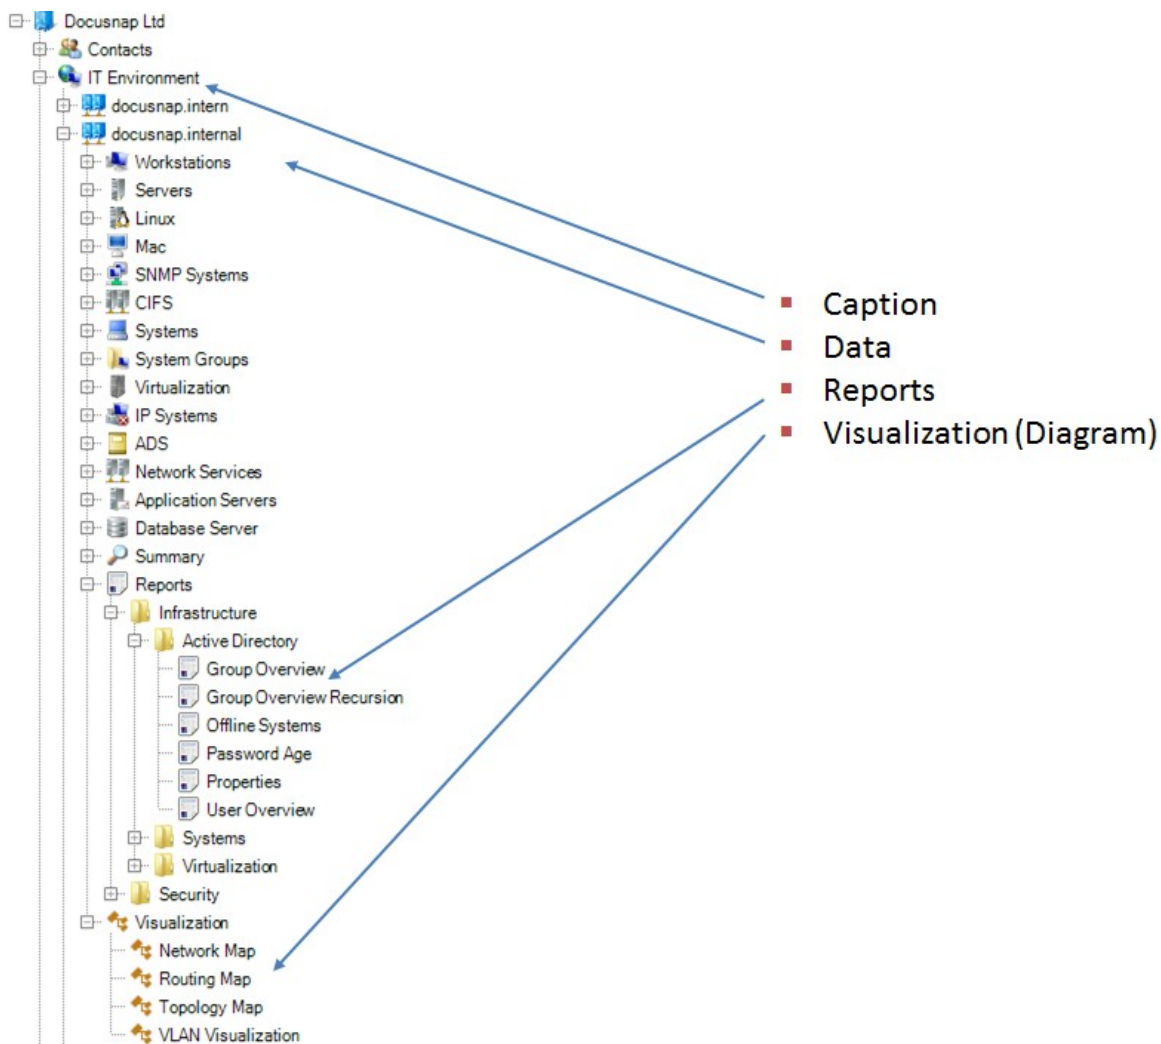 Docusnap Ltd
Contacts
IT Environment
docusnap.intern
docusnap.internal
Workstations
Servers
Linux
Mac
SNMP Systems
CIFS
Systems
System Groups
Virtualization
IP Systems
ADS
Network Services
Application Servers
Database Server
Summary
Reports
Infrastructure
Active Directory
Group Overview
Group Overview Recursion
Offline Systems
Password Age
Properties
User Overview
Systems
Virtualization
Security
Visualization
Network Map
Routing Map
Topology Map
VLAN Visualization
Caption
Data
Reports
Visualization (Diagram)